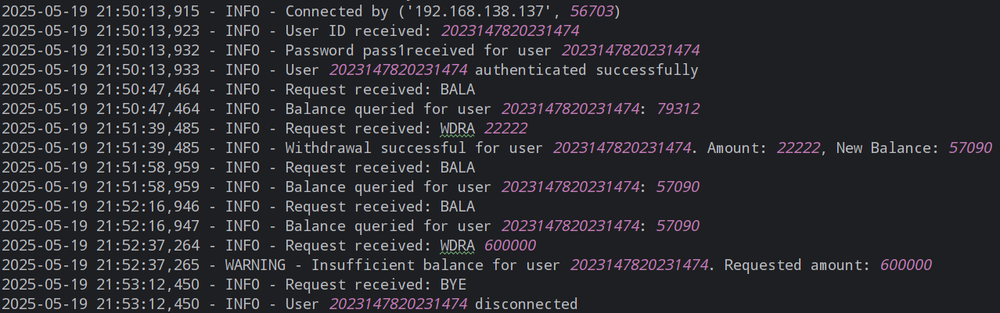 2025-05-19 21:50:13,915 - INFO - Connected by ('192.168.138.137', 56703)
2025-05-19 21:50:13,923 - INFO - User ID received: 2023147820231474
2025-05-19 21:50:13,932 - INFO - Password pass1received for user 2023147820231474
2025-05-19 21:50:13,933 - INFO - User 2023147820231474 authenticated successfully
2025-05-19 21:50:47,464 - INFO - Request received: BALA
2025-05-19 21:50:47,464 - INFO - Balance queried for user 2023147820231474: 79312
2025-05-19 21:51:39,485 - INFO - Request received: WDRA 22222
2025-05-19 21:51:39,485 - INFO - Withdrawal successful for user 2023147820231474. Amount: 22222, New Balance: 57090
2025-05-19 21:51:58,959 - INFO - Request received: BALA
2025-05-19 21:51:58,959 - INFO - Balance queried for user 2023147820231474: 57090
2025-05-19 21:52:16,946 - INFO - Request received: BALA
2025-05-19 21:52:16,947 - INFO - Balance queried for user 2023147820231474: 57090
2025-05-19 21:52:37,264 - INFO - Request received: WDRA 600000
2025-05-19 21:52:37,265 - WARNING - Insufficient balance for user 2023147820231474. Requested amount: 600000
2025-05-19 21:53:12,450 - INFO - Request received: BYE
2025-05-19 21:53:12,450 - INFO - User 2023147820231474 disconnected